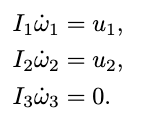 I₁ω̇₁ = u₁,
I₂ω̇₂ = u₂,
I₃ω̇₃ = 0.